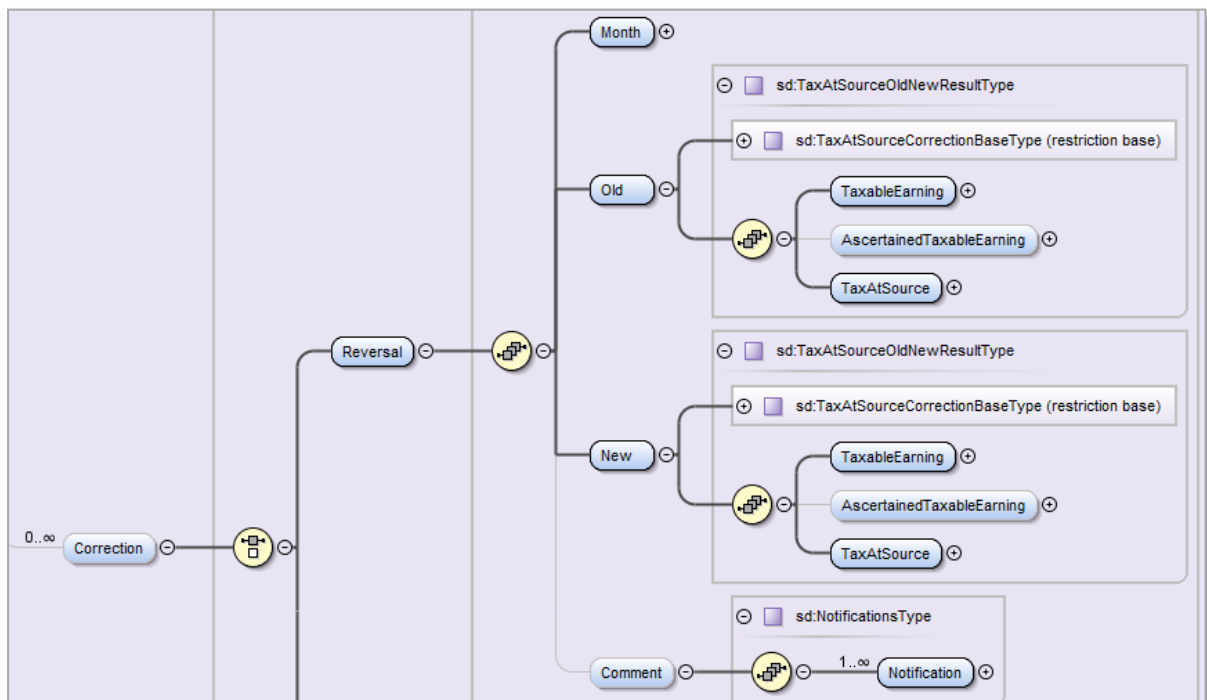 Month
sd:TaxAtSourceOldNewResultType
sd:TaxAtSourceCorrectionBaseType (restriction base)
Old
TaxableEarning
AscertainedTaxableEarning
TaxAtSource
Reversal
sd:TaxAtSourceOldNewResultType
sd:TaxAtSourceCorrectionBaseType (restriction base)
New
TaxableEarning
AscertainedTaxableEarning
TaxAtSource
0..∞
Correction
sd:NotificationsType
Comment
1..∞
Notification